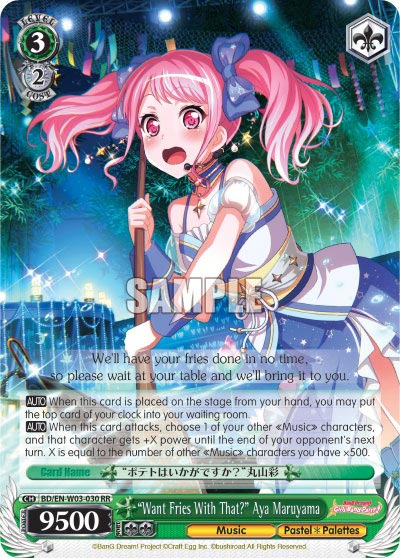 LEVEL
3
2
COST
SAMPLE
We'll have your fries done in no time,
so please wait at your table and we'll bring it to you.
AUTO When this card is placed on the stage from your hand, you may put
the top card of your clock into your waiting room.
AUTO When this card attacks, choose 1 of your other ≪Music≫ characters,
and that character gets +X power until the end of your opponent's next
turn. X is equal to the number of other ≪Music≫ characters you have ×500.
Card Name
"ポテトはいかがですか?"丸山彩
CH BD/EN-W03-030 RR
"Want Fries With That?" Aya Maruyama
9500
Music
Pastel*Palettes
©BanG Dream! Project ©Craft Egg Inc. ©bushiroad All Rights Reserved.